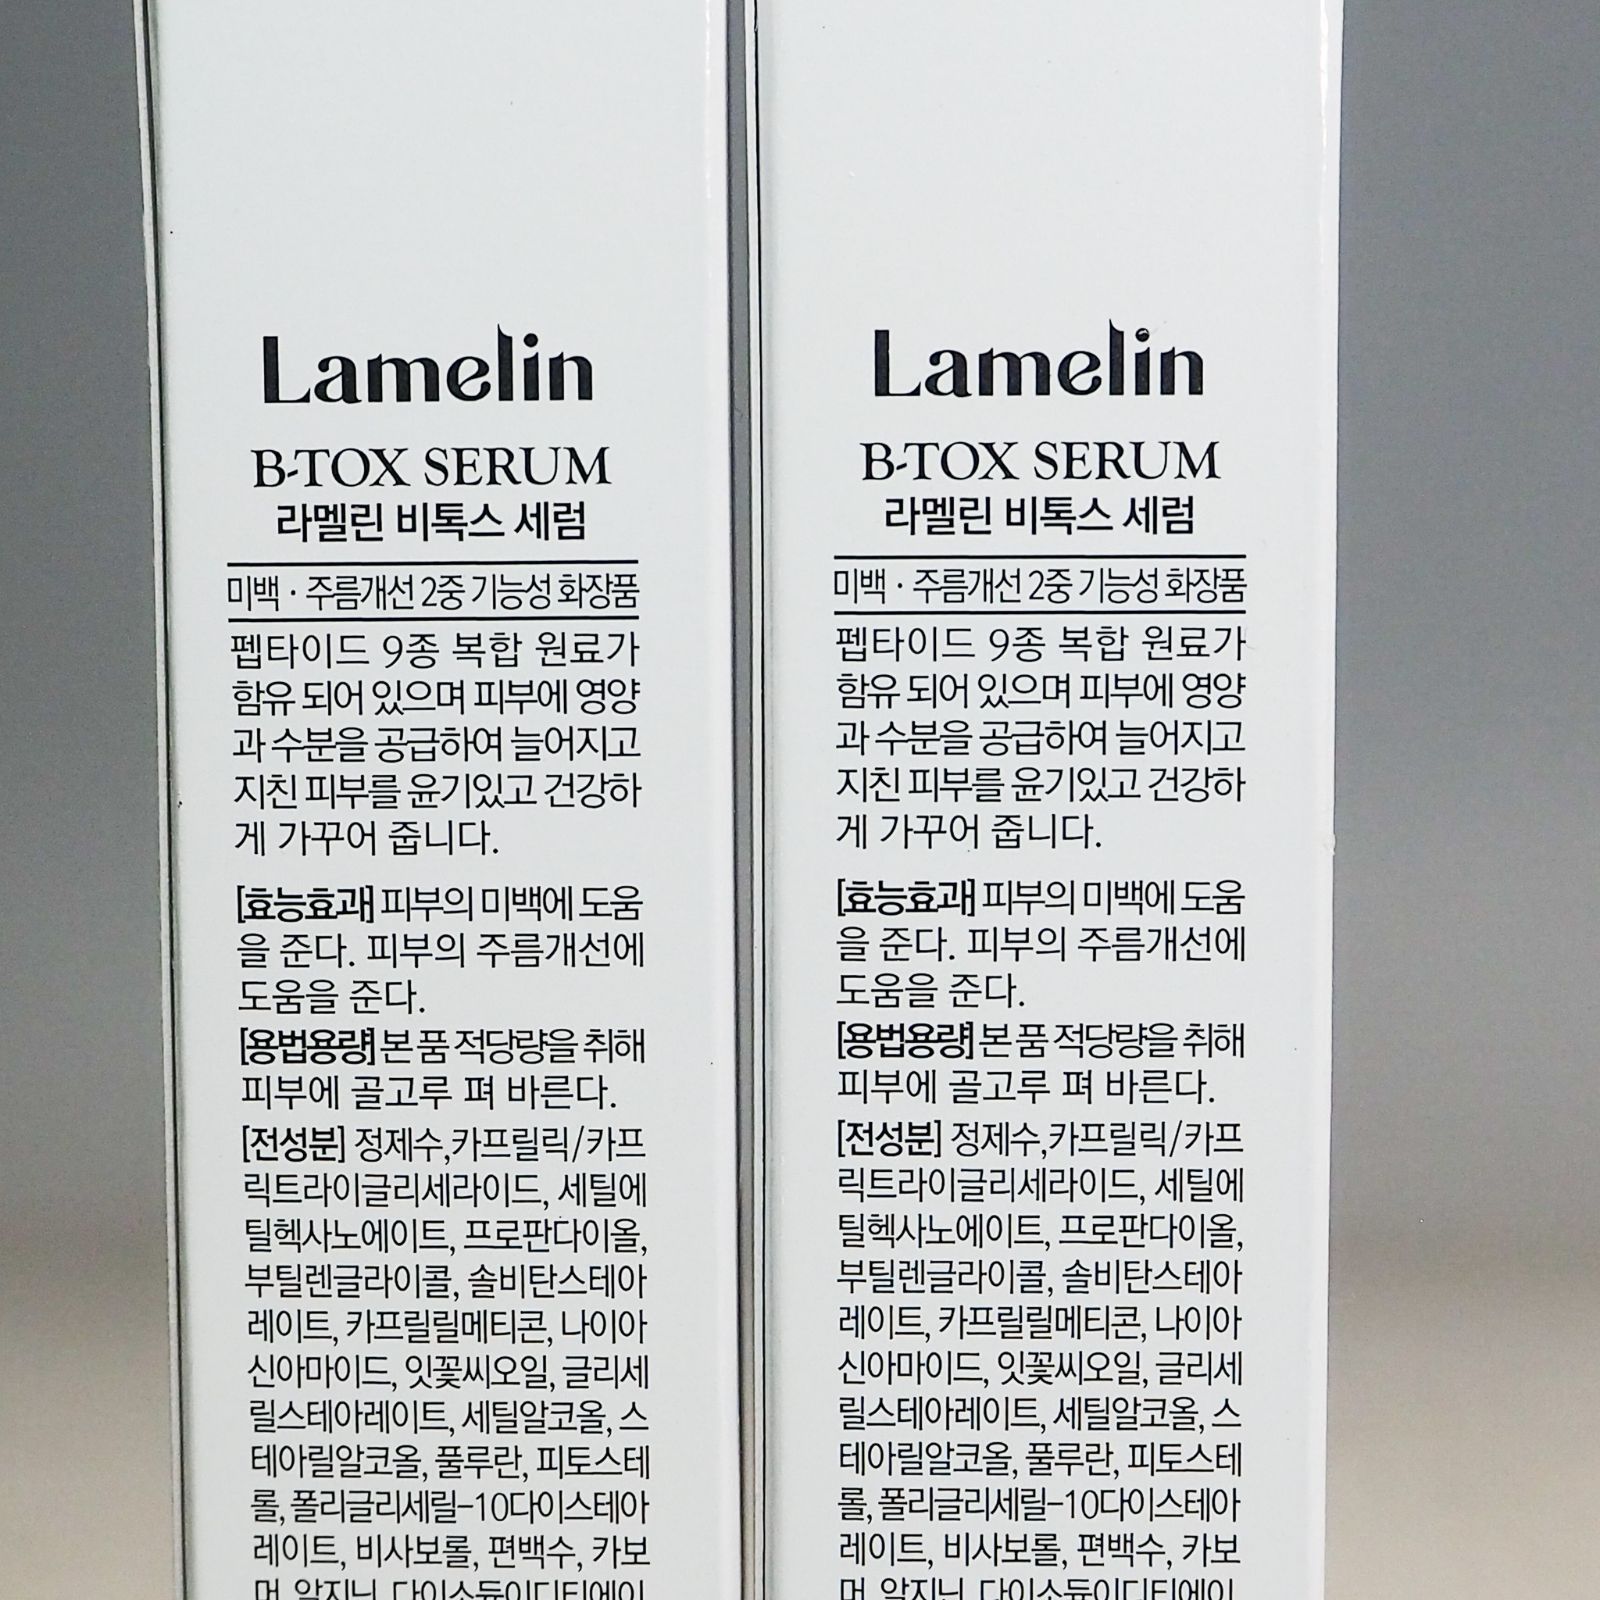 Lamelin
B-TOX SERUM
라멜린 비톡스 세럼
미백 · 주름개선 2중 기능성 화장품
펩타이드 9종 복합 원료가
함유 되어 있으며 피부에 영양
과 수분을 공급하여 늘어지고
지친 피부를 윤기있고 건강하
게 가꾸어 줍니다.
[효능효과] 피부의 미백에 도움
을 준다. 피부의 주름개선에
도움을 준다.
[용법용량] 본 품 적당량을 취해
피부에 골고루 펴 바른다.
[전성분] 정제수,카프릴릭/카프
릭트라이글리세라이드, 세틸에
틸헥사노에이트, 프로판다이올,
부틸렌글라이콜, 솔비탄스테아
레이트, 카프릴릴메티콘, 나이아
신아마이드, 잇꽃씨오일, 글리세
릴스테아레이트, 세틸알코올, 스
테아릴알코올, 풀루란, 피토스테
롤, 폴리글리세릴-10다이스테아
레이트, 비사보롤, 편백수, 카보
머, 알지닌, 다이소듐이디티에이,
Lamelin
B-TOX SERUM
라멜린 비톡스 세럼
미백 · 주름개선 2중 기능성 화장품
펩타이드 9종 복합 원료가
함유 되어 있으며 피부에 영양
과 수분을 공급하여 늘어지고
지친 피부를 윤기있고 건강하
게 가꾸어 줍니다.
[효능효과] 피부의 미백에 도움
을 준다. 피부의 주름개선에
도움을 준다.
[용법용량] 본 품 적당량을 취해
피부에 골고루 펴 바른다.
[전성분] 정제수,카프릴릭/카프
릭트라이글리세라이드, 세틸에
틸헥사노에이트, 프로판다이올,
부틸렌글라이콜, 솔비탄스테아
레이트, 카프릴릴메티콘, 나이아
신아마이드, 잇꽃씨오일, 글리세
릴스테아레이트, 세틸알코올, 스
테아릴알코올, 풀루란, 피토스테
롤, 폴리글리세릴-10다이스테아
레이트, 비사보롤, 편백수, 카보
머, 알지닌, 다이소듐이디티에이,